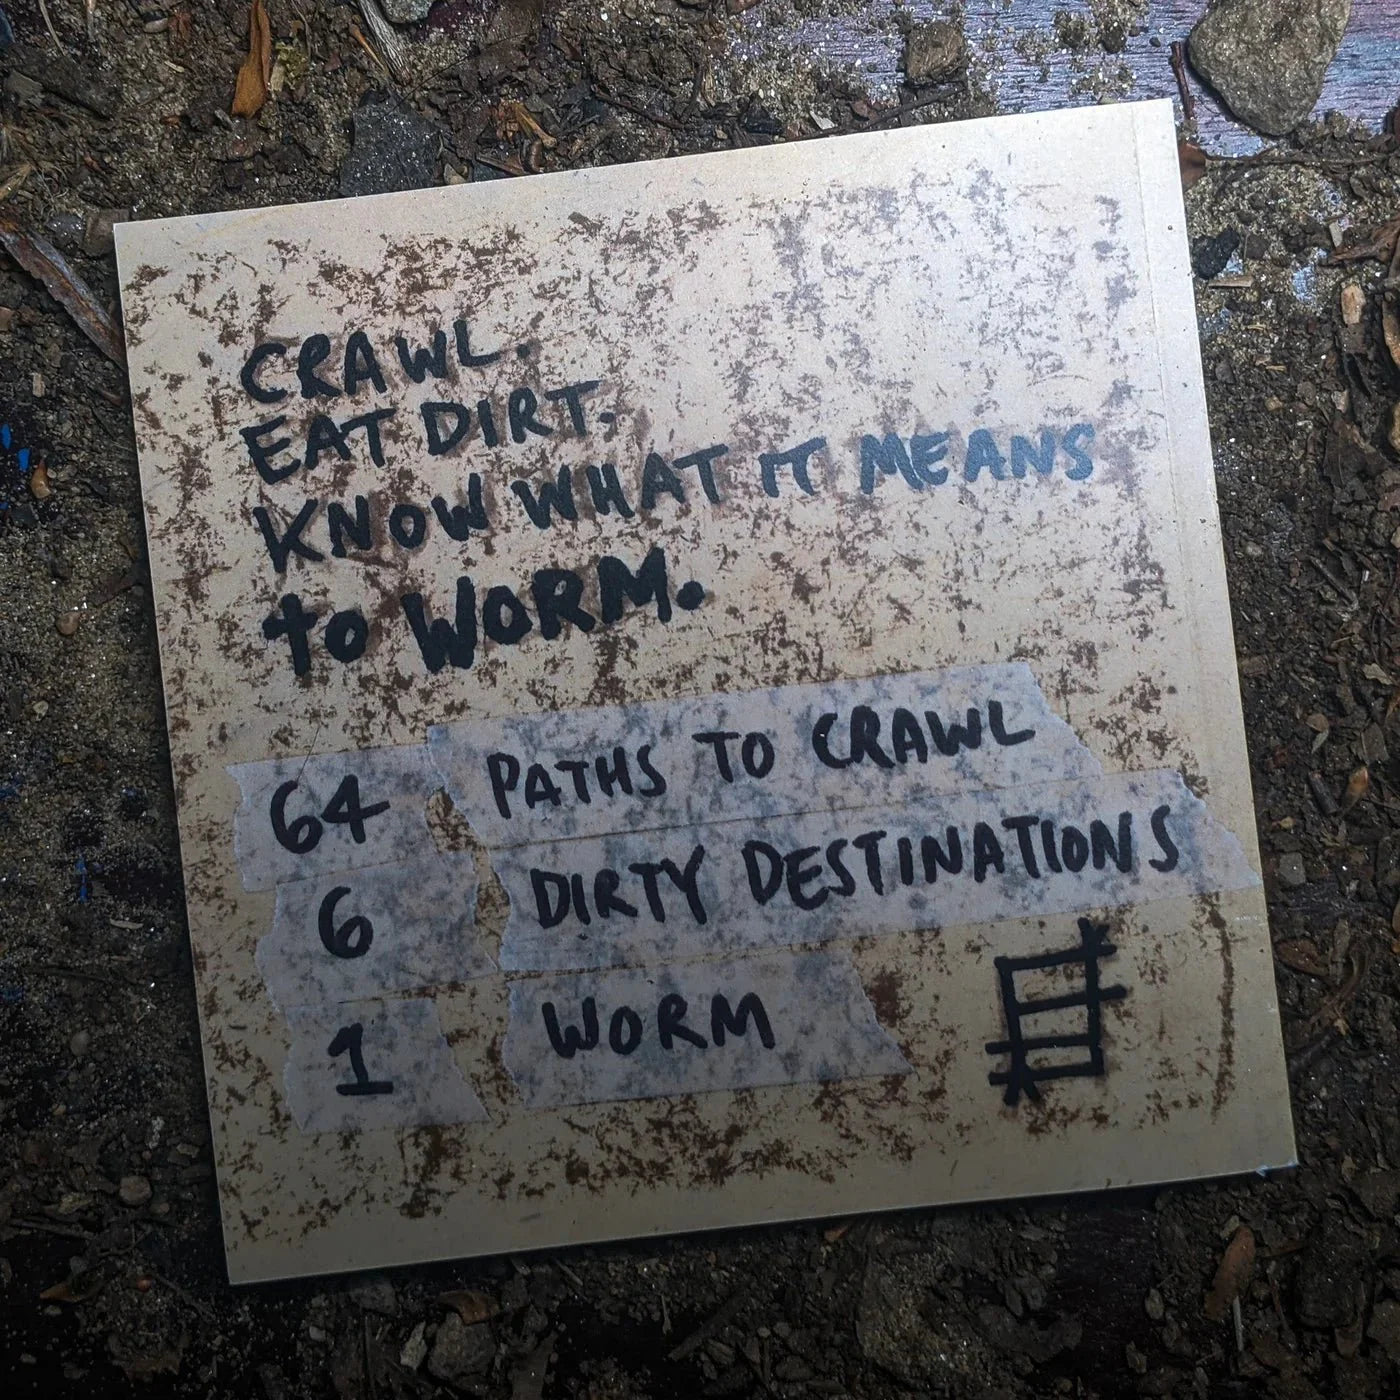 CRAWL.
EAT DIRT.
KNOW WHAT IT MEANS
to WORM.
64 PATHS TO CRAWL
6 DIRTY DESTINATIONS
1 WORM